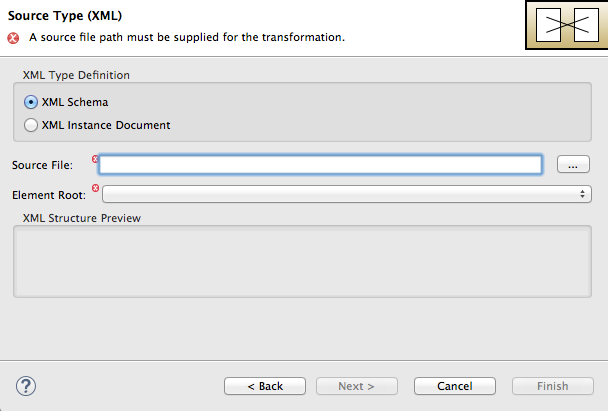 Source Type (XML)
A source file path must be supplied for the transformation.
XML Type Definition
XML Schema
XML Instance Document
Source File:
...
Element Root:
XML Structure Preview
?
< Back
Next >
Cancel
Finish